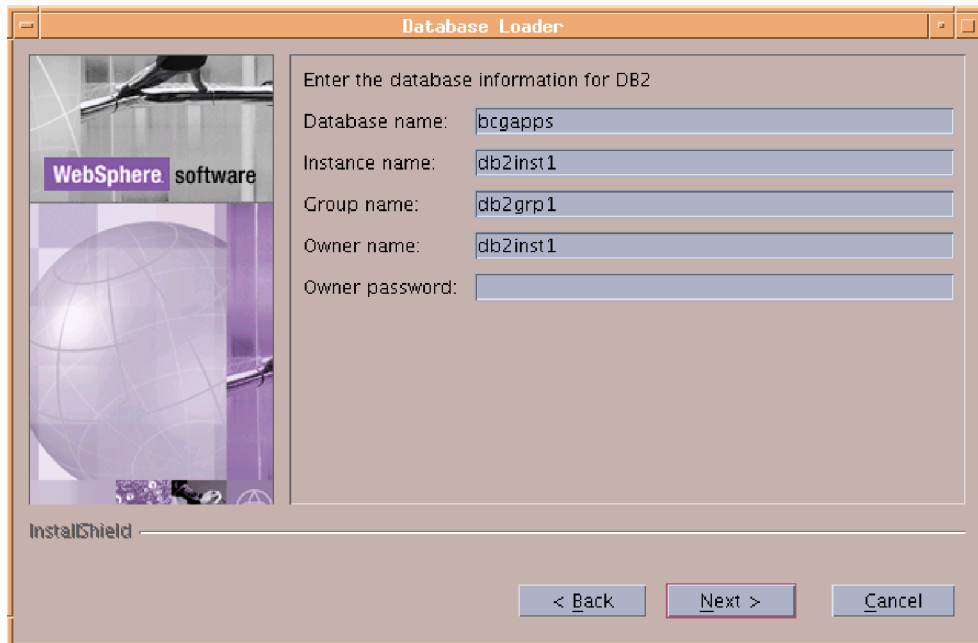 Database Loader
WebSphere software
Enter the database information for DB2
Database name: bcgapps
Instance name: db2inst1
Group name: db2grp1
Owner name: db2inst1
Owner password:
InstallShield
< Back Next > Cancel